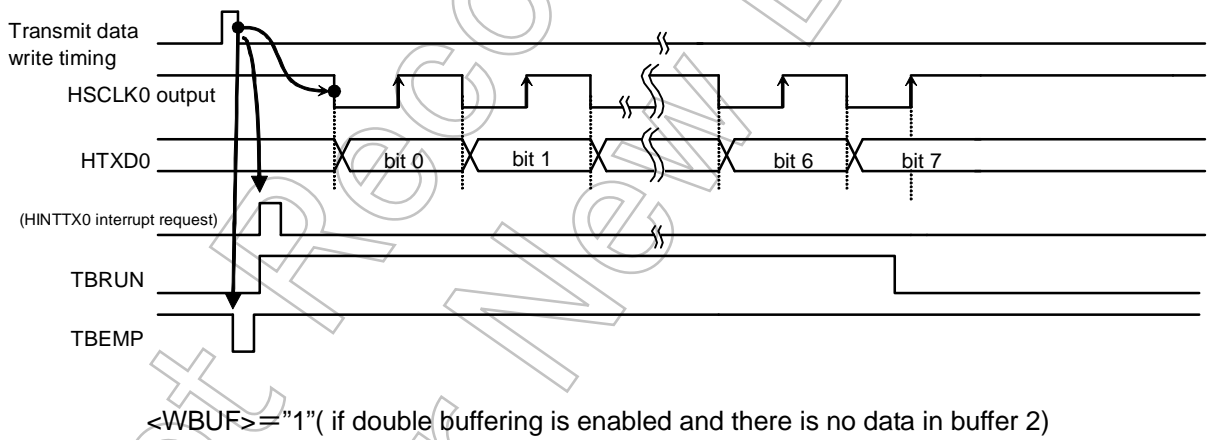 Transmit data
write timing
HSCLK0 output
HTXD0
bit 0
bit 1
bit 6
bit 7
(HINTTX0 interrupt request)
TBRUN
TBEMP
<WBUF>＝”1”( if double buffering is enabled and there is no data in buffer 2)